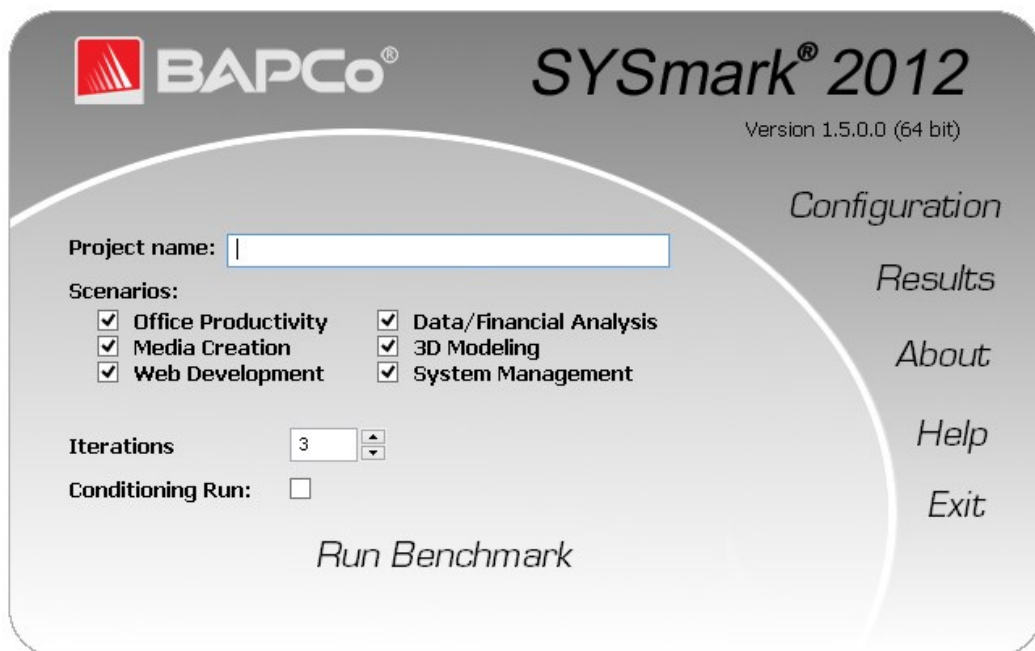 BAPCo®
SYSmark® 2012
Version 1.5.0.0 (64 bit)
Configuration
Results
About
Help
Exit
Project name:
Scenarios:
Office Productivity
Data/Financial Analysis
Media Creation
3D Modeling
Web Development
System Management
Iterations 3
Conditioning Run:
Run Benchmark